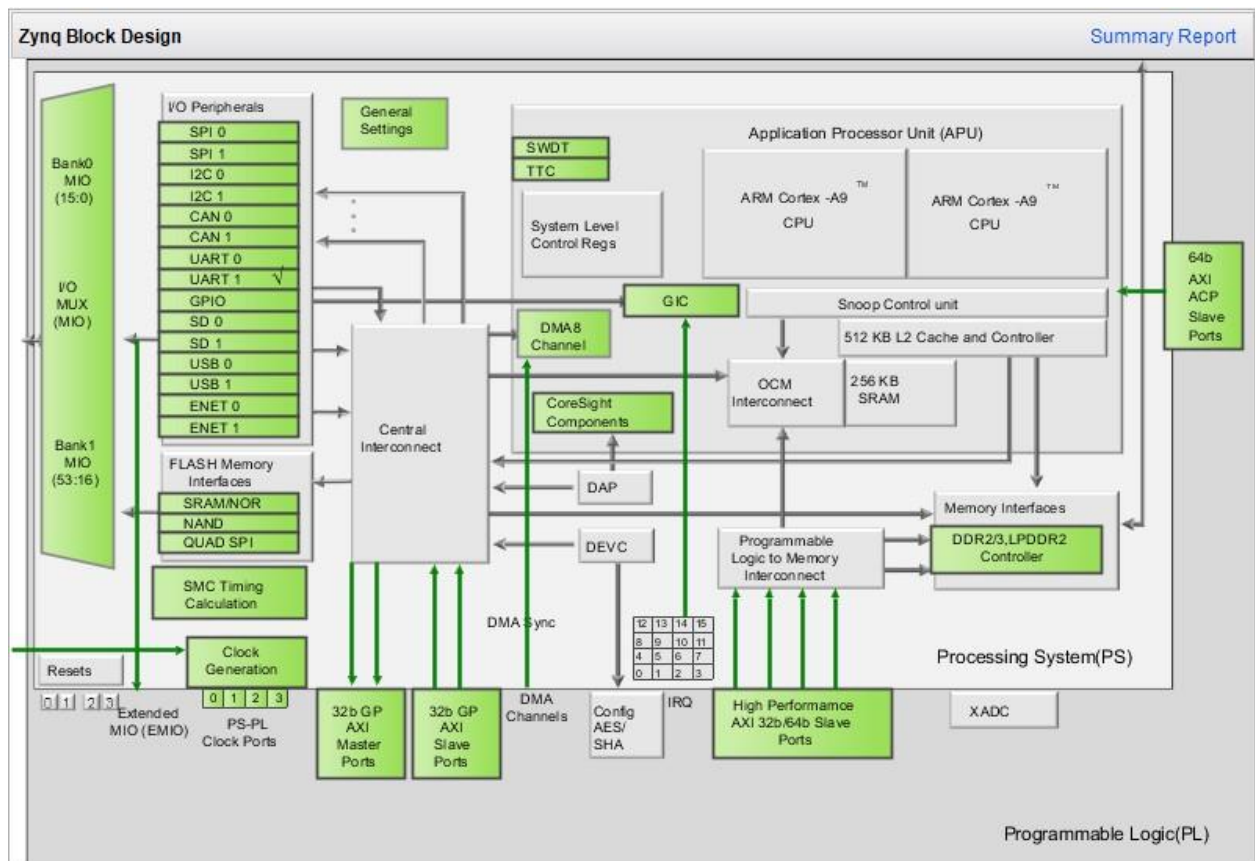 Zynq Block Design
Summary Report
I/O Peripherals
SPI 0
SPI 1
I2C 0
I2C 1
CAN 0
CAN 1
UART 0
UART 1 √
GPIO
SD 0
SD 1
USB 0
USB 1
ENET 0
ENET 1
Bank0
MIO
(15:0)
I/O
MUX
(MIO)
Bank1
MIO
(53:16)
General
Settings
Application Processor Unit (APU)
SWDT
TTC
System Level
Control Regs
ARM Cortex -A9 ™
CPU
ARM Cortex -A9 ™
CPU
64b
AXI
ACP
Slave
Ports
GIC
Snoop Control unit
512 KB L2 Cache and Controller
DMA8
Channel
OCM
Interconnect
256 KB
SRAM
CoreSight
Components
Central
Interconnect
DAP
DEVC
FLASH Memory
Interfaces
SRAM/NOR
NAND
QUAD SPI
Memory Interfaces
DDR2/3,LPDDR2
Controller
Programmable
Logic to Memory
Interconnect
SMC Timing
Calculation
DMA Sync
12 13 14 15
8 9 10 11
4 5 6 7
0 1 2 3
Clock
Generation
Resets
Processing System(PS)
0 1 2 3
0 1 2 3
Extended
MIO (EMIO)
PS-PL
Clock Ports
32b GP
AXI
Master
Ports
32b GP
AXI
Slave
Ports
DMA
Channels
Config
AES/
SHA
IRQ
High Performamce
AXI 32b/64b Slave
Ports
XADC
Programmable Logic(PL)